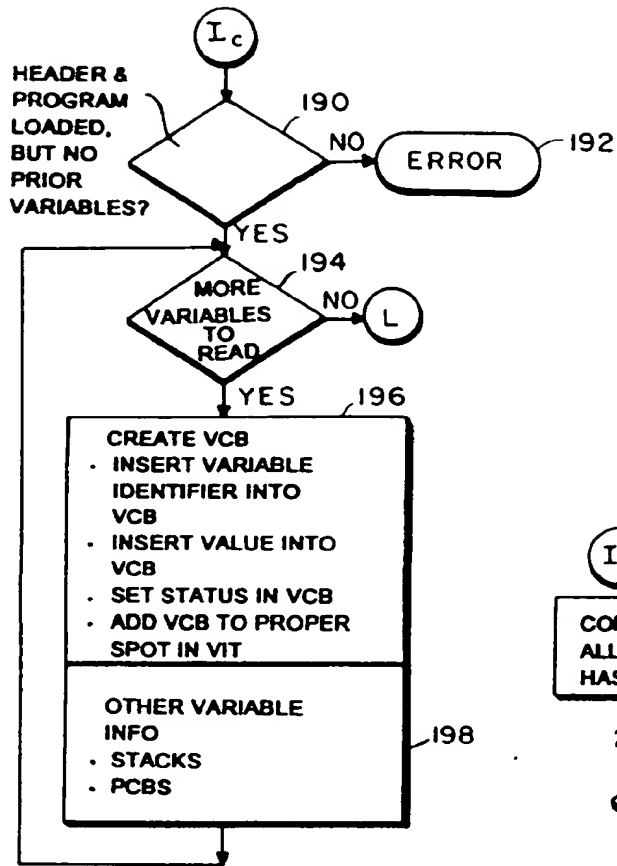 Ic
HEADER &
PROGRAM
LOADED,
BUT NO
PRIOR
VARIABLES?
190
NO
ERROR
192
YES
194
MORE
VARIABLES
TO
READ
NO
L
YES
196
CREATE VCB
· INSERT VARIABLE
IDENTIFIER INTO
VCB
· INSERT VALUE INTO
VCB
· SET STATUS IN VCB
· ADD VCB TO PROPER
SPOT IN VIT
OTHER VARIABLE
INFO
· STACKS
· PCBS
198
I
ALL
HAS